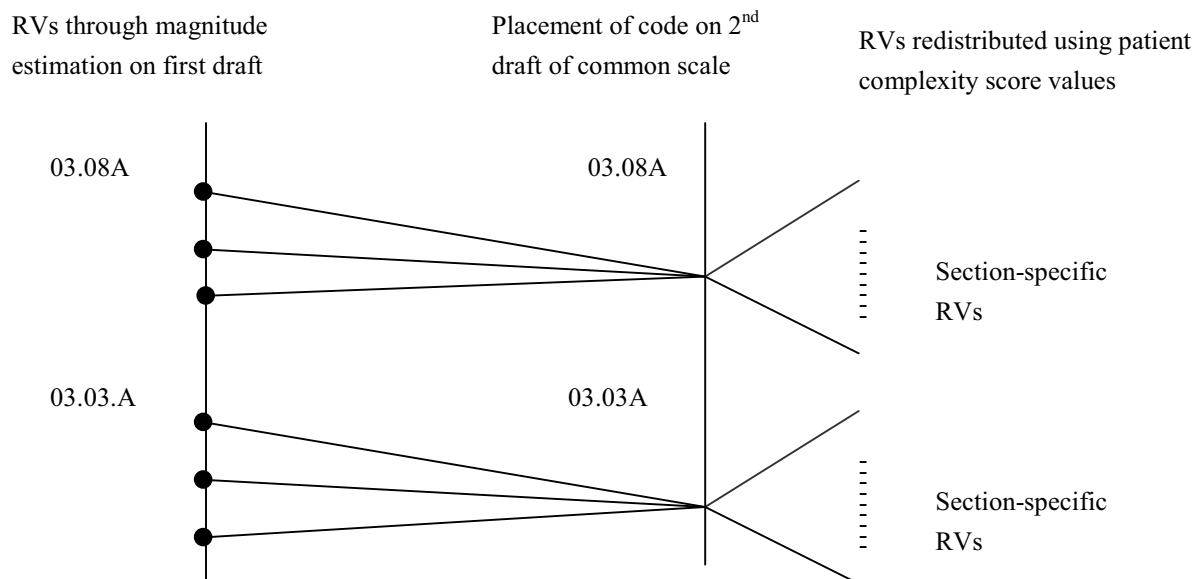 RVs through magnitude
estimation on first draft
Placement of code on 2nd
draft of common scale
RVs redistributed using patient
complexity score values
03.08A
03.08A
Section-specific
RVs
03.03.A
03.03A
Section-specific
RVs